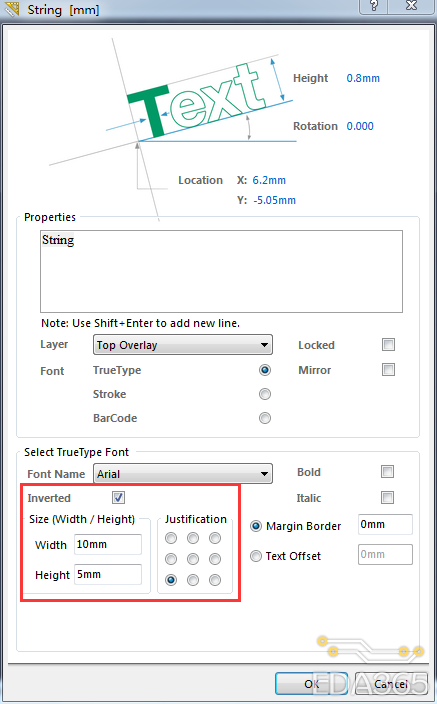 String [mm]
Text
Height 0.8mm
Rotation 0.000
Location X: 6.2mm
Y: -5.05mm
Properties
String
Note: Use Shift+Enter to add new line.
Layer Top Overlay Locked
Font TrueType Mirror
Stroke
BarCode
Select TrueType Font
Font Name Arial Bold
Inverted Italic
Size (Width / Height) Justification
Margin Border 0mm
Width 10mm
Text Offset 0mm
Height 5mm
OK Cancel
EDA365